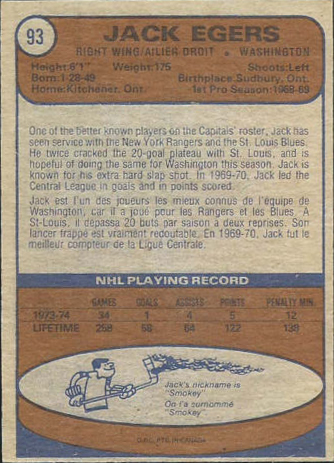 93
JACK EGERS
RIGHT WING/AILIER DROIT • WASHINGTON
Height:6'1" Weight:175 Shoots:Left
Born:1-28-49 Birthplace:Sudbury, Ont.
Home:Kitchener, Ont. 1st Pro Season:1968-69
One of the better known players on the Capitals' roster, Jack has
seen service with the New York Rangers and the St. Louis Blues.
He twice cracked the 20-goal plateau with St. Louis, and is
hopeful of doing the same for Washington this season. Jack is
known for his extra hard slap shot. In 1969-70, Jack led the
Central League in goals and in points scored.
Jack est l'un des joueurs les mieux connus de l'équipe de
Washington, car il a joué pour les Rangers et les Blues. A
St-Louis, il dépassa 20 buts par saison à deux reprises. Son
lancer frappé est vraiment redoutable. En 1969-70, Jack fut le
meilleur compteur de la Ligue Centrale.
NHL PLAYING RECORD
GAMES GOALS ASSISTS POINTS PENALTY MIN.
1973-74 34 1 4 5 12
LIFETIME 258 58 64 122 138
Jack's nickname is
"Smokey"
On l'a surnommé
"Smokey"
PTD. IN CANADA